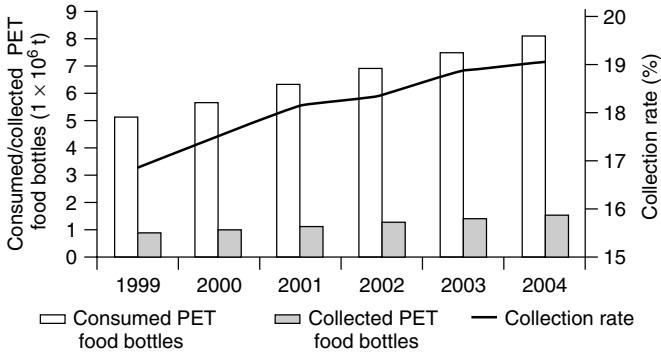 Consumed/collected PET
food bottles (1 × 10⁶ t)
9
8
7
6
5
4
3
2
1
0
20
19
18
17
16
15
Collection rate (%)
1999 2000 2001 2002 2003 2004
Consumed PET
food bottles
Collected PET
food bottles
Collection rate